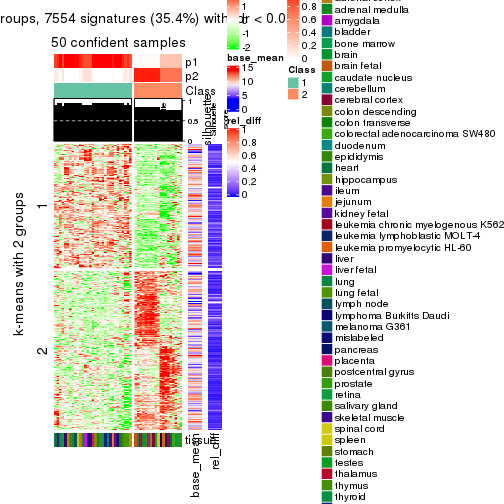 roups, 7554 signatures (35.4%) with
r < 0.0
50 confident samples
p1
p2
Class
1
0.5
0
silhouette
k-means with 2 groups
1
2
tissue
base_mean
rel_diff
1
0
-1
-2
base_mean
15
10
5
0
rel_diff
1
0.8
0.6
0.4
0.2
0
0.8
0.6
0.4
0.2
0
Class
1
2
adrenal medulla
amygdala
bladder
bone marrow
brain
brain fetal
caudate nucleus
cerebellum
cerebral cortex
colon descending
colon transverse
colorectal adenocarcinoma SW480
duodenum
epididymis
heart
hippocampus
ileum
jejunum
kidney fetal
leukemia chronic myelogenous K562
leukemia lymphoblastic MOLT-4
leukemia promyelocytic HL-60
liver
liver fetal
lung
lung fetal
lymph node
lymphoma Burkitts Daudi
melanoma G361
mislabeled
pancreas
placenta
postcentral gyrus
prostate
retina
salivary gland
skeletal muscle
spinal cord
spleen
stomach
testes
thalamus
thymus
thyroid